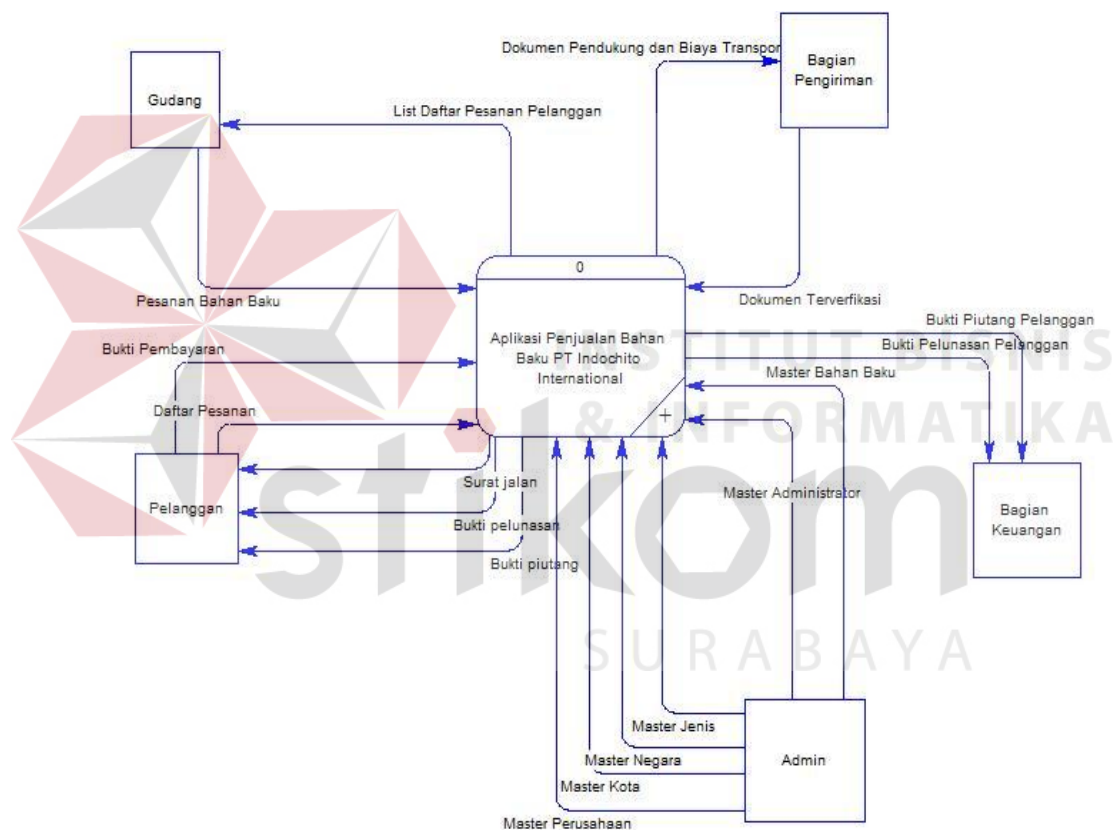 Dokumen Pendukung dan Biaya Transpor
Bagian
Pengiriman
Gudang
List Daftar Pesanan Pelanggan
0
Pesanan Bahan Baku
Dokumen Terverfikasi
Aplikasi Penjualan Bahan
Baku PT Indochito
International
Bukti Piutang Pelanggan
Bukti Pelunasan Pelanggan
Master Bahan Baku
Bukti Pembayaran
Daftar Pesanan
+
INSTITUT BISNIS
& INFORMATIKA
stikom
SURABAYA
Pelanggan
Surat jalan
Bukti pelunasan
Bukti piutang
Master Administrator
Bagian
Keuangan
Master Jenis
Master Negara
Master Kota
Master Perusahaan
Admin